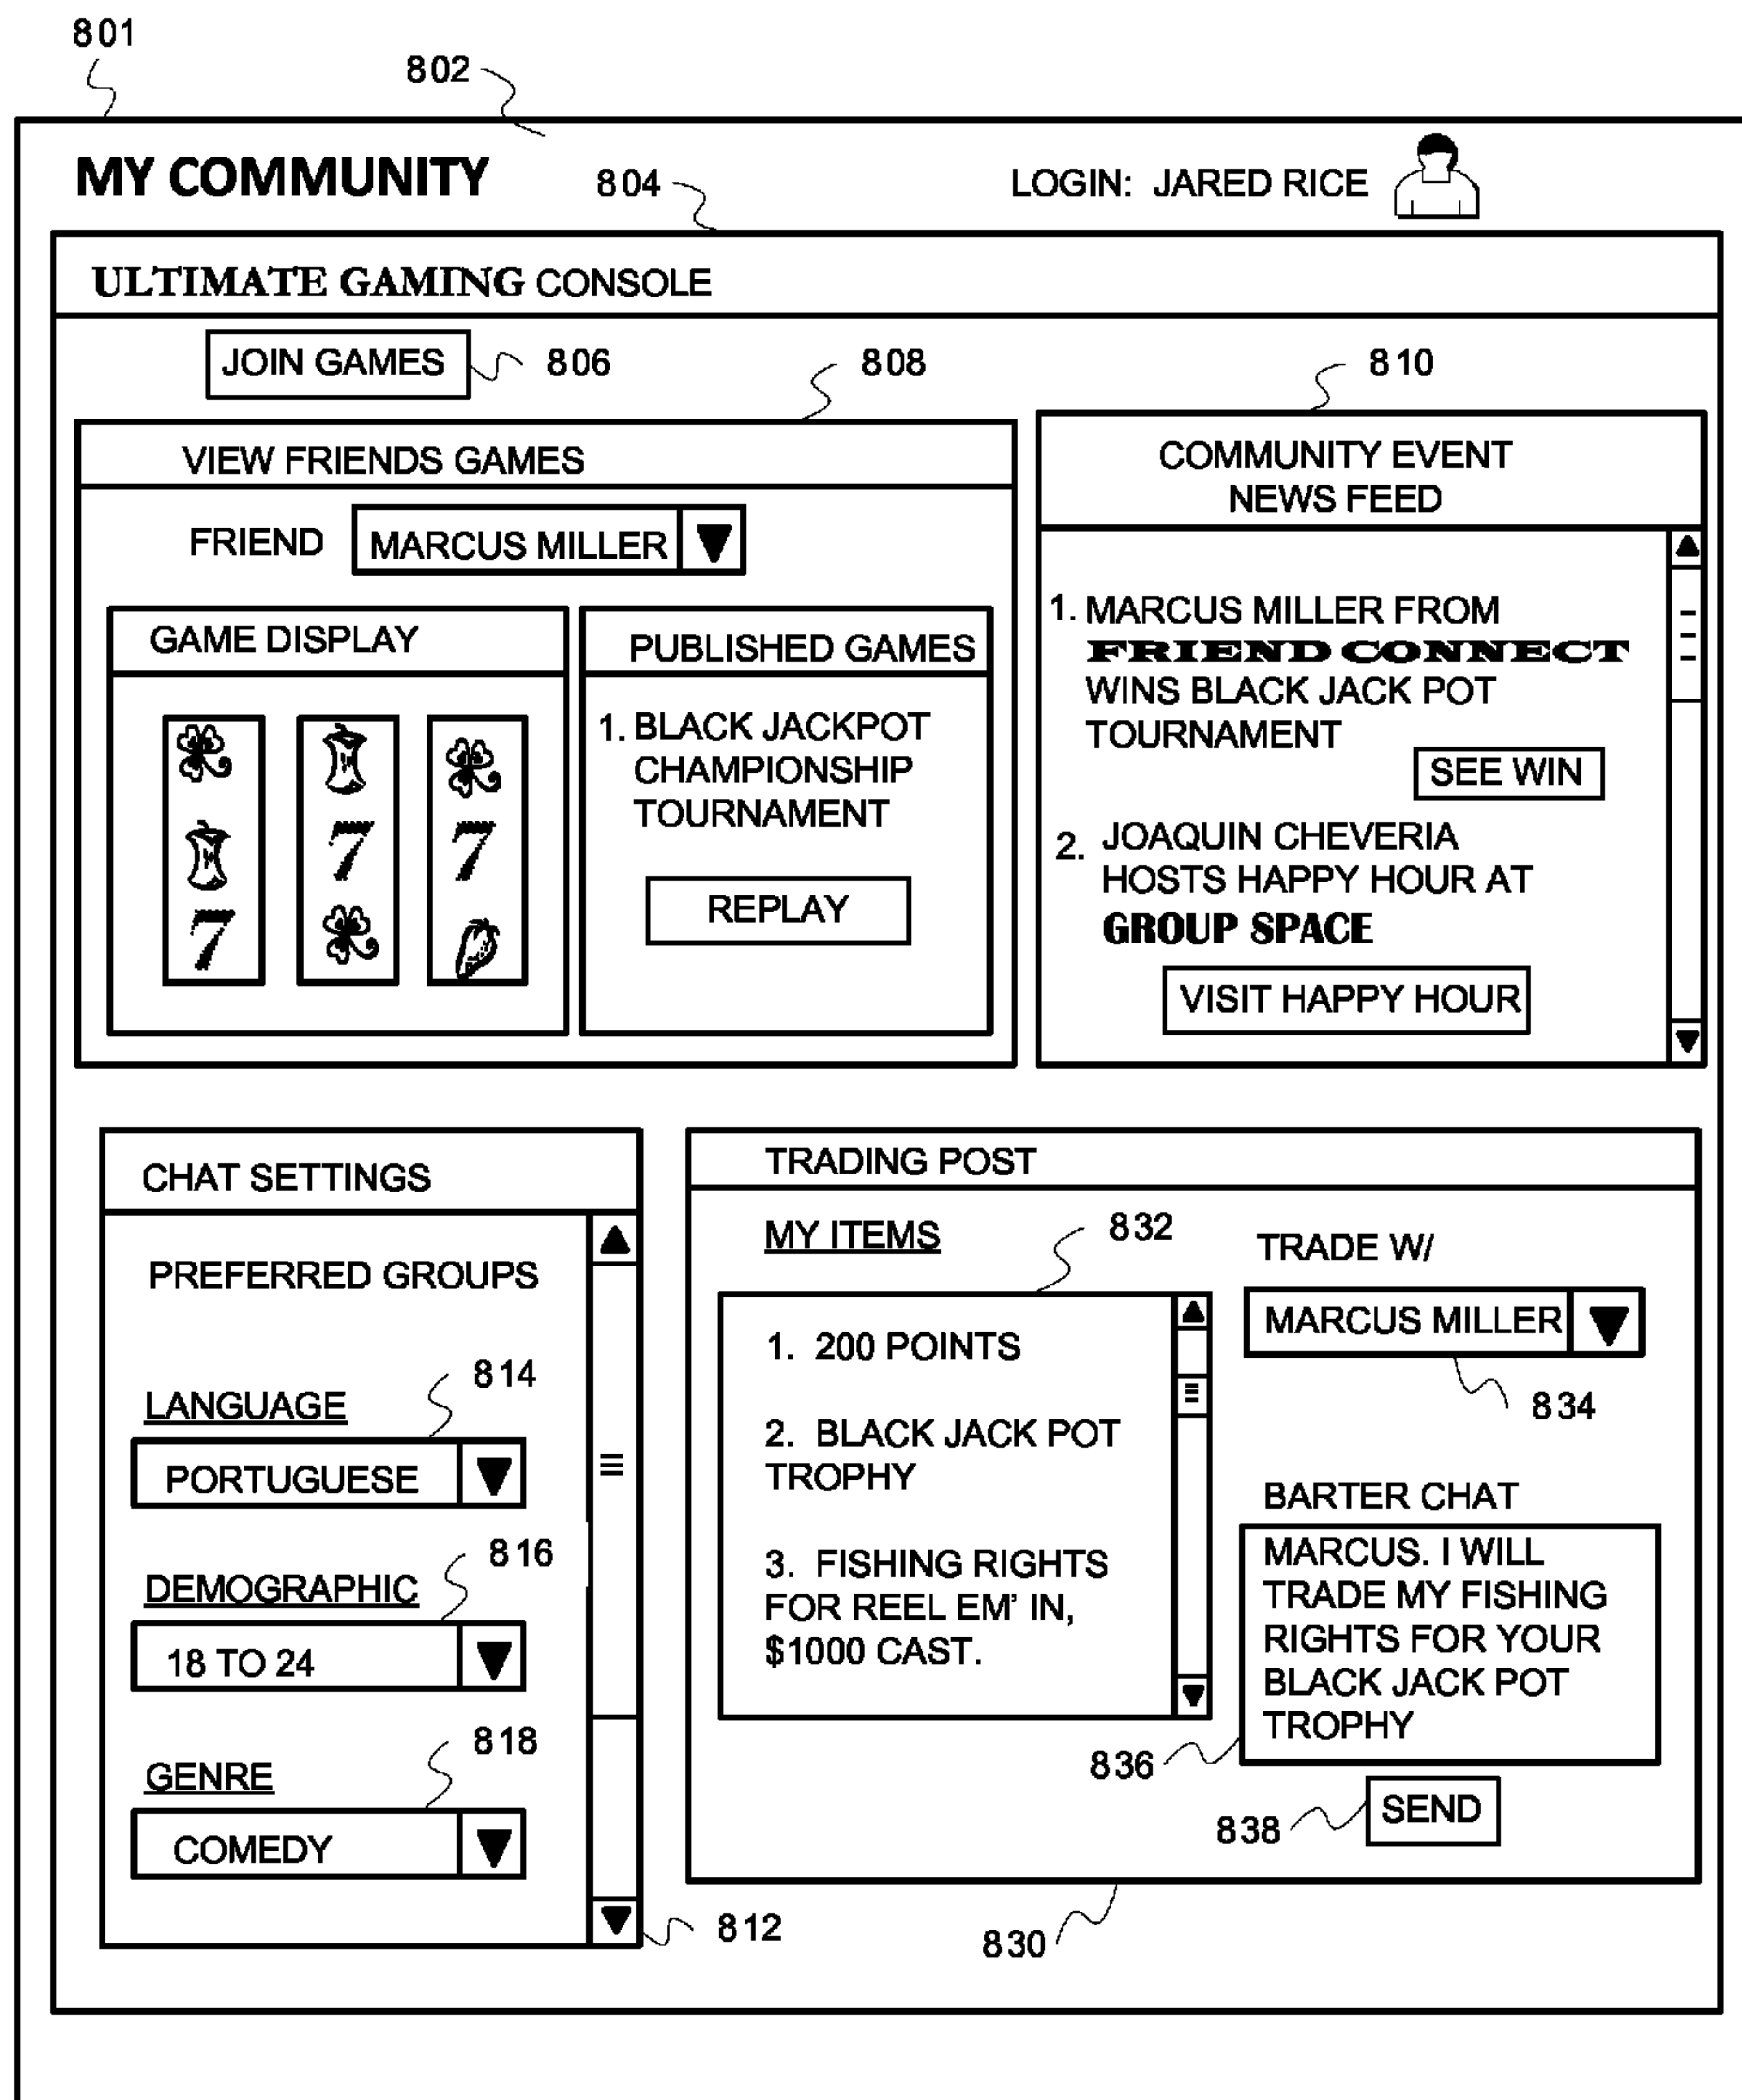 801
802
MY COMMUNITY
804
LOGIN: JARED RICE
ULTIMATE GAMING CONSOLE
JOIN GAMES
806
808
810
VIEW FRIENDS GAMES
FRIEND
MARCUS MILLER
GAME DISPLAY
7
7
7
PUBLISHED GAMES
1. BLACK JACKPOT
CHAMPIONSHIP
TOURNAMENT
REPLAY
COMMUNITY EVENT
NEWS FEED
1. MARCUS MILLER FROM
FRIEND CONNECT
WINS BLACK JACK POT
TOURNAMENT
SEE WIN
2. JOAQUIN CHEVERIA
HOSTS HAPPY HOUR AT
GROUP SPACE
VISIT HAPPY HOUR
CHAT SETTINGS
PREFERRED GROUPS
814
LANGUAGE
PORTUGUESE
816
DEMOGRAPHIC
18 TO 24
818
GENRE
COMEDY
812
TRADING POST
MY ITEMS
832
1. 200 POINTS
2. BLACK JACK POT
TROPHY
3. FISHING RIGHTS
FOR REEL EM' IN,
$1000 CAST.
TRADE W/
MARCUS MILLER
834
BARTER CHAT
MARCUS. I WILL
TRADE MY FISHING
RIGHTS FOR YOUR
BLACK JACK POT
TROPHY
836
SEND
838
830